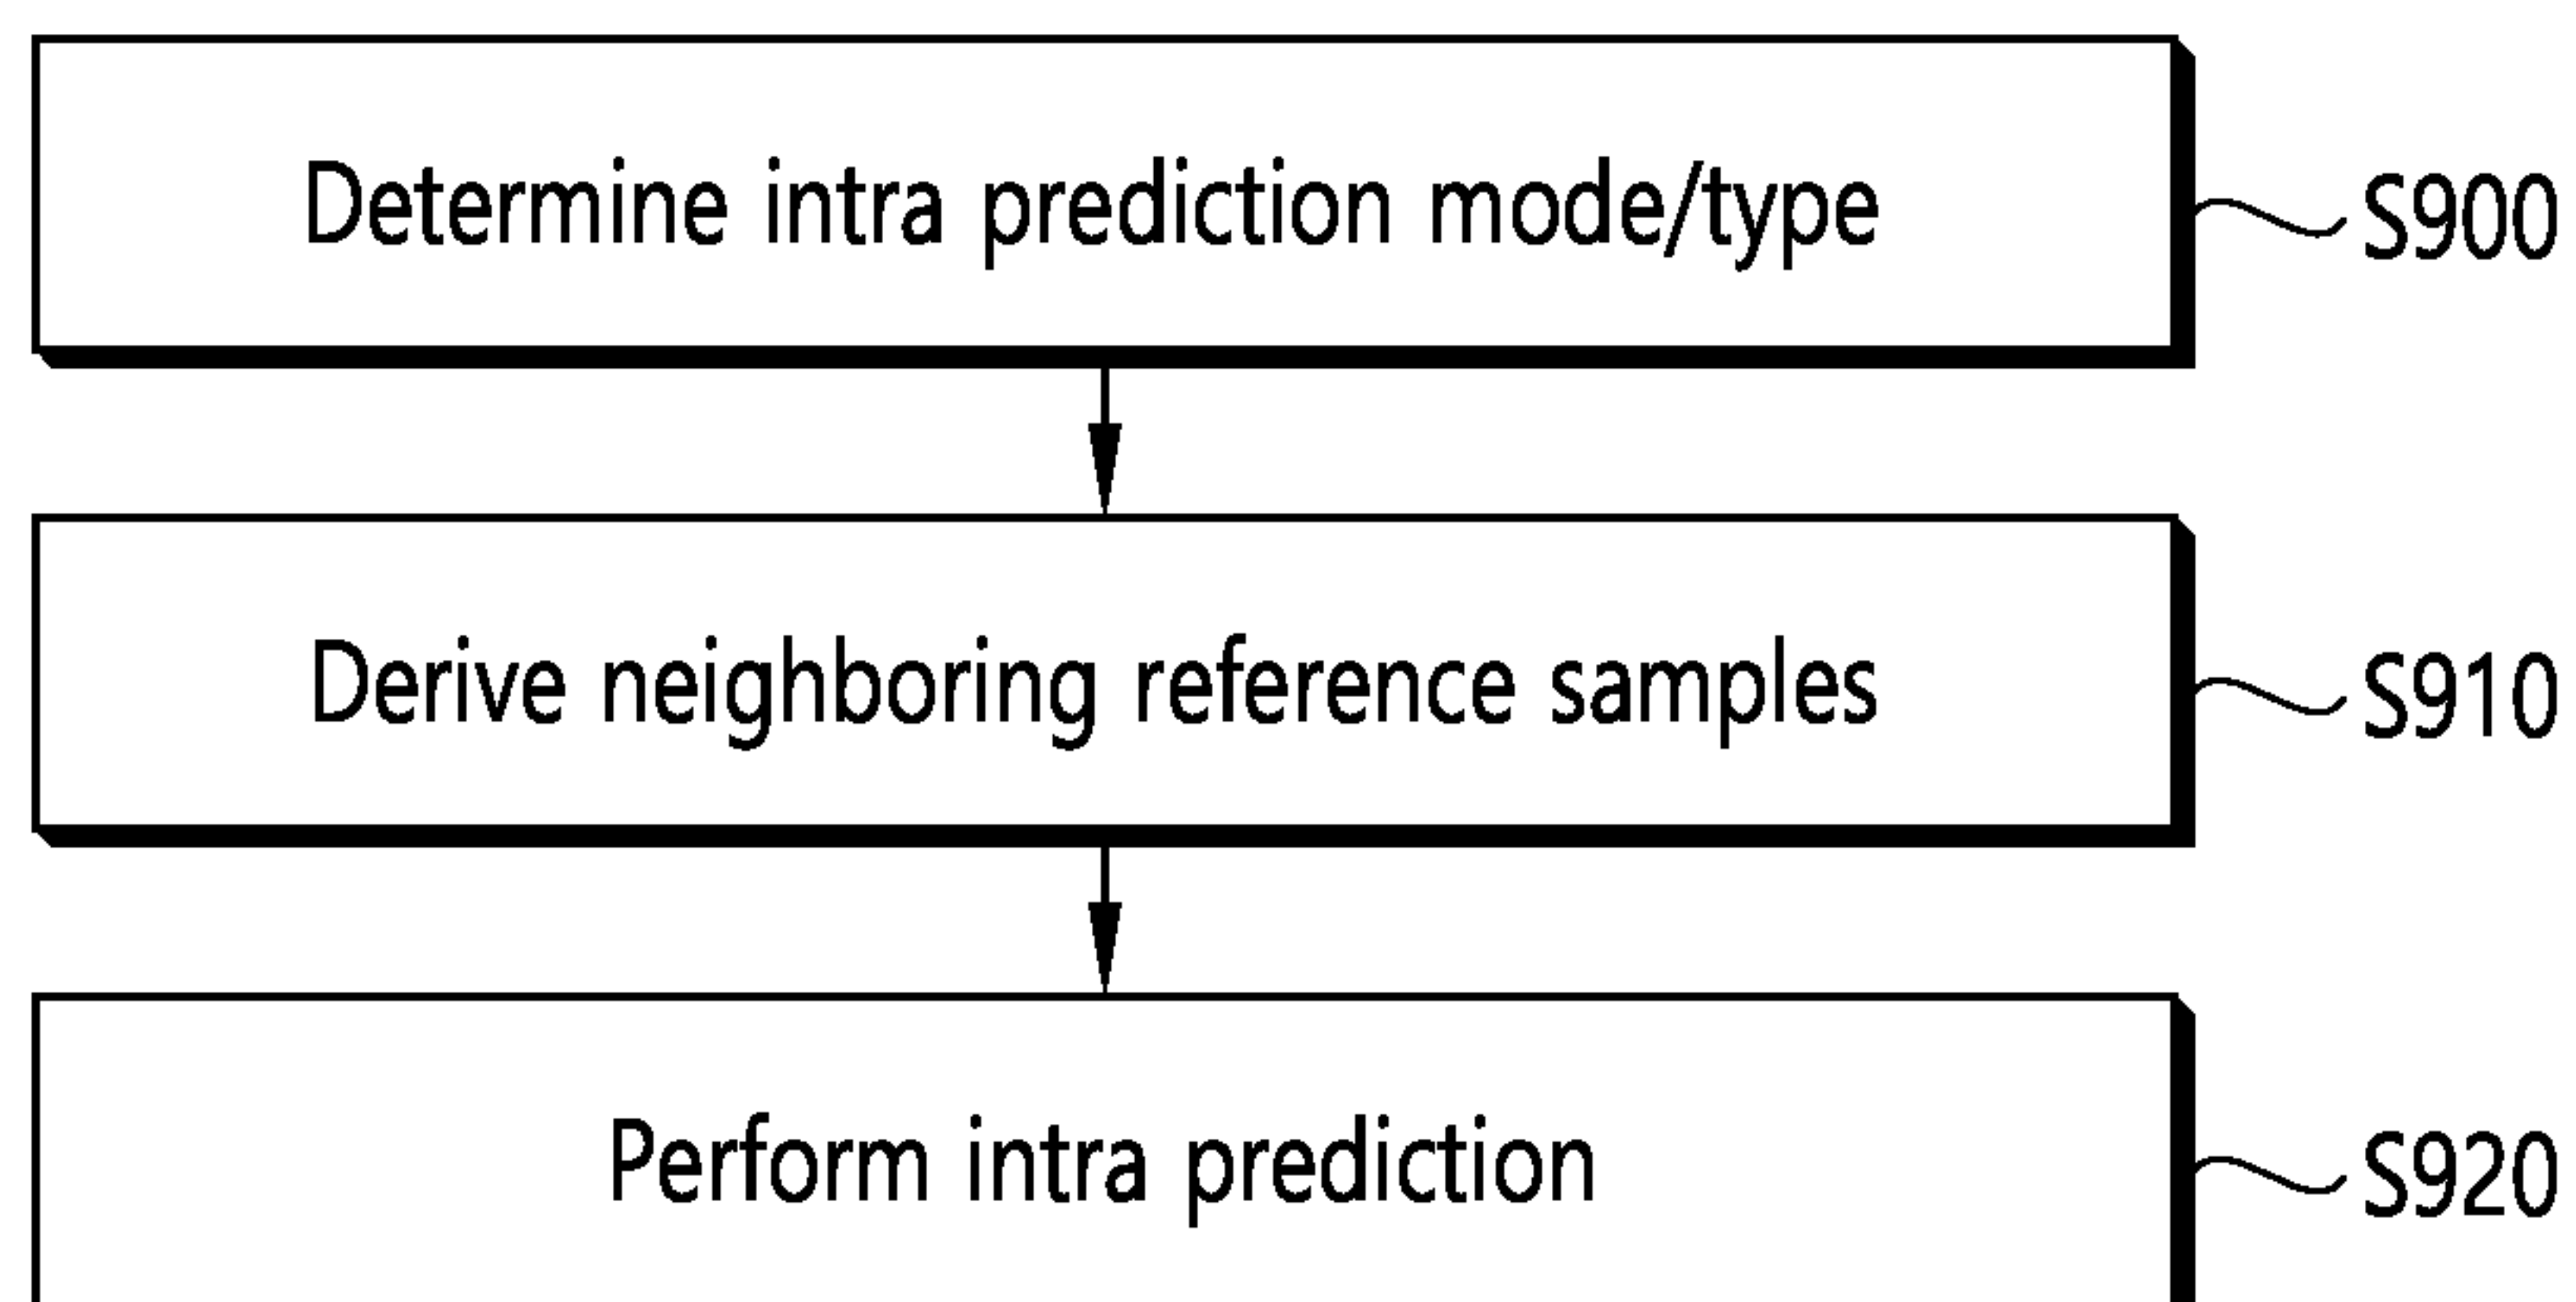 Determine intra prediction mode/type S900
Derive neighboring reference samples S910
Perform intra prediction S920